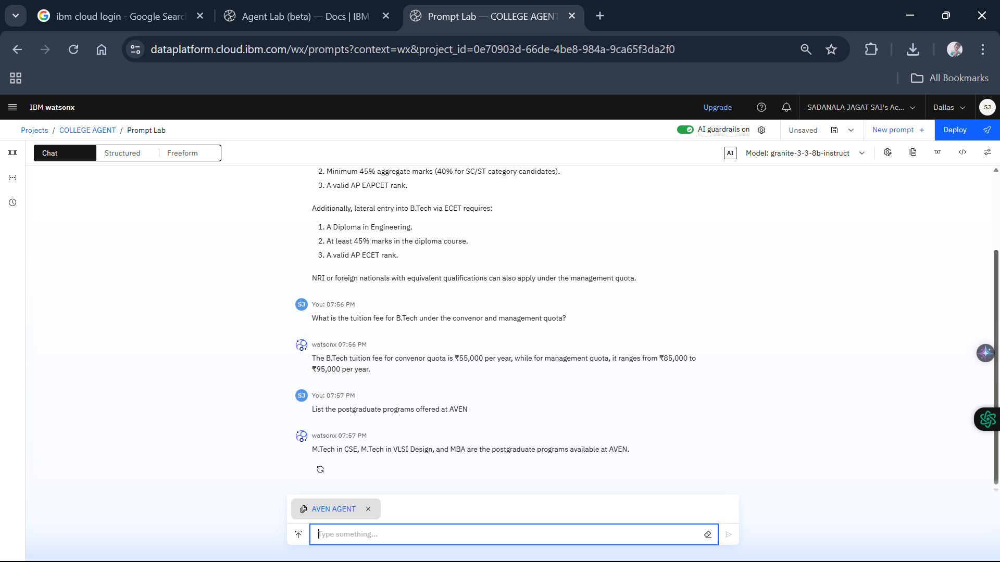 ibm cloud login - Google Searc
Agent Lab (beta) — Docs | IBM
Prompt Lab — COLLEGE AGENT
dataplatform.cloud.ibm.com/wx/prompts?context=wx&project_id=0e70903d-66de-4be8-984a-9ca65f3da2f0
All Bookmarks
IBM watsonx
Upgrade
SADANALA JAGAT SAI's Ac...
Dallas
SJ
Projects / COLLEGE AGENT / Prompt Lab
AI guardrails on
Unsaved
New prompt +
Deploy
Chat
Structured
Freeform
AI
Model: granite-3-3-8b-instruct
TXT
2. Minimum 45% aggregate marks (40% for SC/ST category candidates).
3. A valid AP EAPCET rank.
Additionally, lateral entry into B.Tech via ECET requires:
1. A Diploma in Engineering.
2. At least 45% marks in the diploma course.
3. A valid AP ECET rank.
NRI or foreign nationals with equivalent qualifications can also apply under the management quota.
SJ You: 07:56 PM
What is the tuition fee for B.Tech under the convenor and management quota?
watsonx 07:56 PM
The B.Tech tuition fee for convenor quota is ₹55,000 per year, while for management quota, it ranges from ₹85,000 to
₹95,000 per year.
SJ You: 07:57 PM
List the postgraduate programs offered at AVEN
watsonx 07:57 PM
M.Tech in CSE, M.Tech in VLSI Design, and MBA are the postgraduate programs available at AVEN.
AVEN AGENT
Type something...